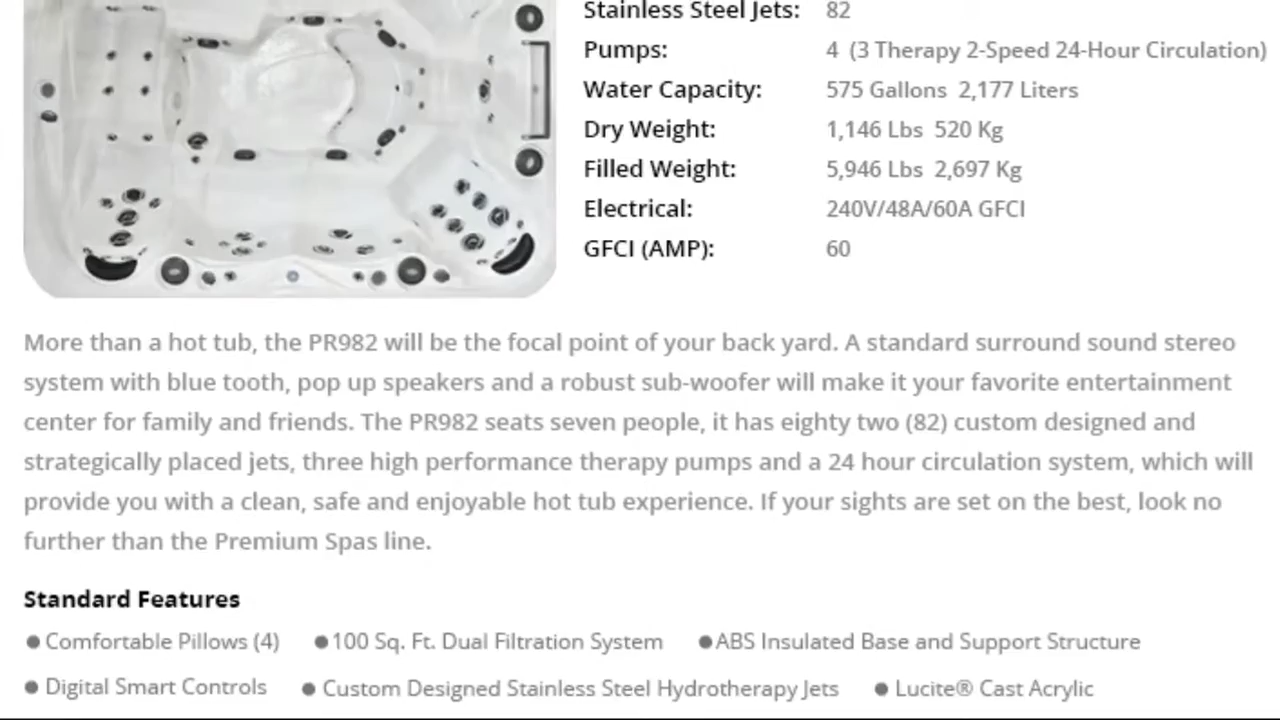 Stainless Steel Jets: 82
Pumps: 4 (3 Therapy 2-Speed 24-Hour Circulation)
Water Capacity: 575 Gallons 2,177 Liters
Dry Weight: 1,146 Lbs 520 Kg
Filled Weight: 5,946 Lbs 2,697 Kg
Electrical: 240V/48A/60A GFCI
GFCI (AMP): 60
More than a hot tub, the PR982 will be the focal point of your back yard. A standard surround sound stereo
system with blue tooth, pop up speakers and a robust sub-woofer will make it your favorite entertainment
center for family and friends. The PR982 seats seven people, it has eighty two (82) custom designed and
strategically placed jets, three high performance therapy pumps and a 24 hour circulation system, which will
provide you with a clean, safe and enjoyable hot tub experience. If your sights are set on the best, look no
further than the Premium Spas line.
Standard Features
● Comfortable Pillows (4) ● 100 Sq. Ft. Dual Filtration System ● ABS Insulated Base and Support Structure
● Digital Smart Controls ● Custom Designed Stainless Steel Hydrotherapy Jets ● Lucite® Cast Acrylic